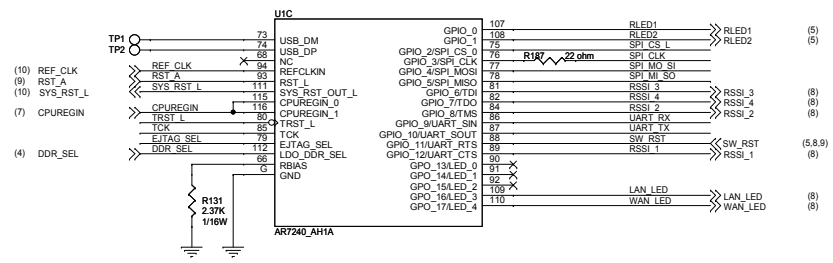 U1C
TP1 73 USB_DM GPIO_0 107 RLED1 RLED1 (5)
TP2 74 USB_DP GPIO_1 108 RLED2 RLED2 (5)
68 NC GPIO_2/SPI_CS_0 75 SPI_CS_L
(10) REF_CLK REF_CLK 94 REFCLKIN GPIO_3/SPI_CLK 76 R187 22 ohm SPI_CLK
(9) RST_A RST_A 93 RST_L GPIO_4/SPI_MOSI 77 SPI_MO_SI
(10) SYS_RST_L SYS_RST_L 111 SYS_RST_OUT_L GPIO_5/SPI_MISO 78 SPI_MI_SO
115 CPUREGIN_0 GPIO_6/TDI 81 RSSI_3 RSSI_3 (8)
(7) CPUREGIN CPUREGIN 116 CPUREGIN_1 GPIO_7/TDO 82 RSSI_4 RSSI_4 (8)
TRST_L 80 TRST_L GPIO_8/TMS 84 RSSI_2 RSSI_2 (8)
TCK 85 TCK GPIO_9/UART_SIN 86 UART_RX
EJTAG_SEL 79 EJTAG_SEL GPIO_10/UART_SOUT 87 UART_TX
(4) DDR_SEL DDR_SEL 112 LDO_DDR_SEL GPIO_11/UART_RTS 88 SW_RST SW_RST (5,8,9)
66 RBIAS GPIO_12/UART_CTS 89 RSSI_1 RSSI_1 (8)
G GND GPO_13/LED_0 90
GPO_14/LED_1 91
GPO_15/LED_2 92
GPO_16/LED_3 109 LAN_LED LAN_LED (8)
GPO_17/LED_4 110 WAN_LED WAN_LED (8)
R131
2.37K
1/16W
AR7240_AH1A